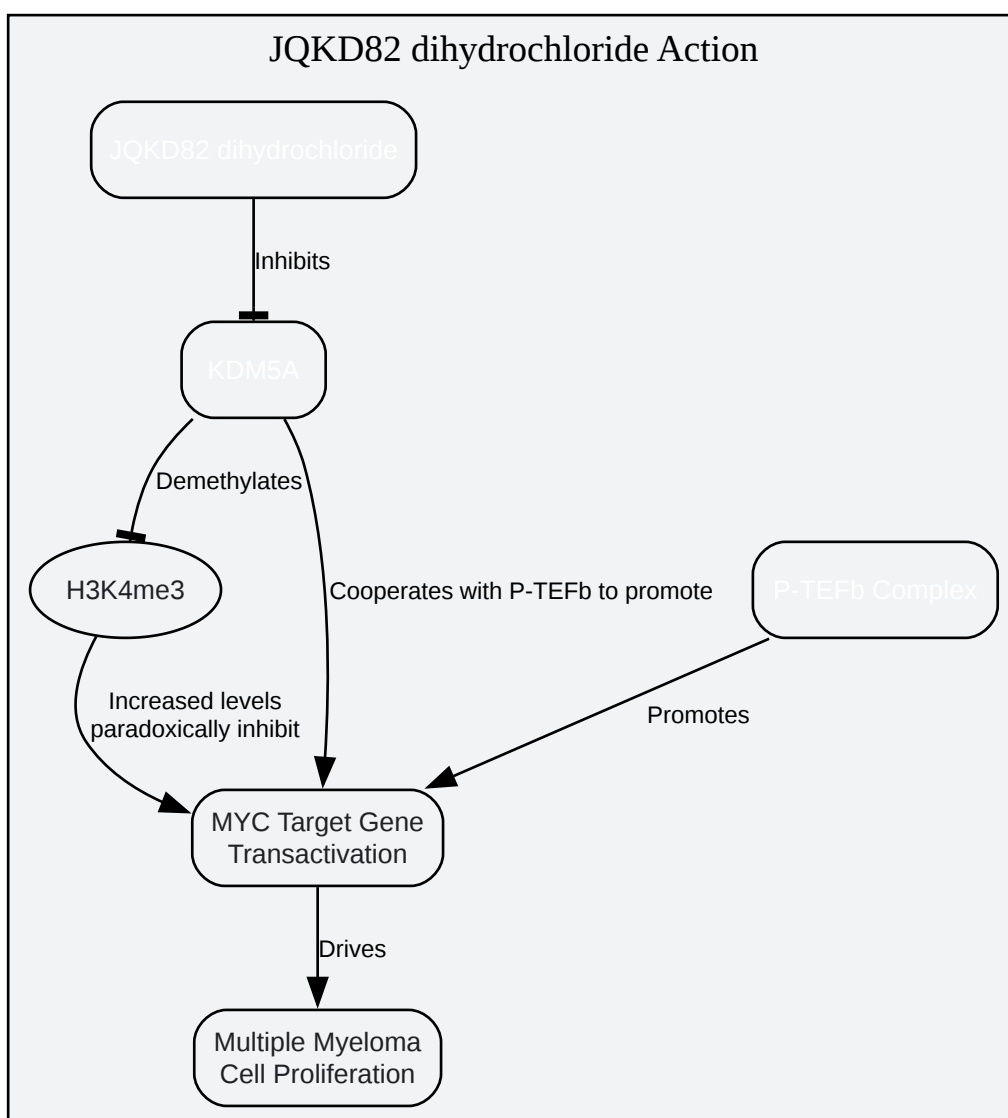 JQKD82 dihydrochloride Action
JQKD82 dihydrochloride
Inhibits
KDM5A
Demethylates
H3K4me3
Cooperates with P-TEFb to promote
P-TEFb Complex
Increased levels
paradoxically inhibit
Promotes
MYC Target Gene
Transactivation
Drives
Multiple Myeloma
Cell Proliferation